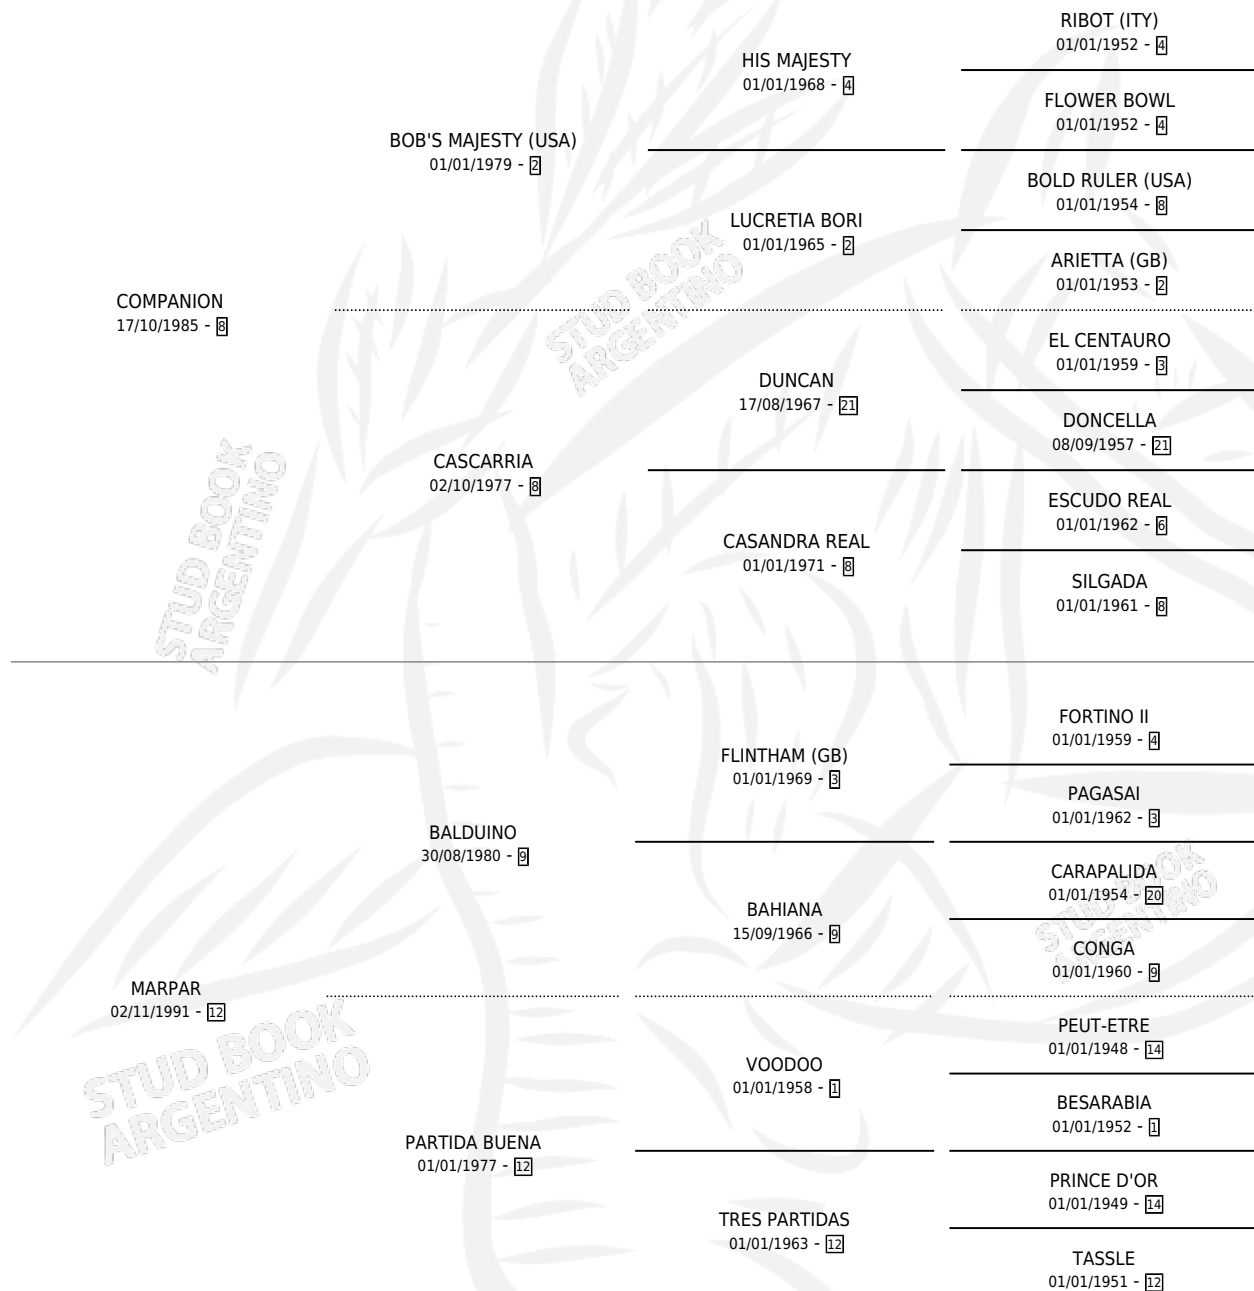 RIBOT (ITY)
01/01/1952 - 4
HIS MAJESTY
01/01/1968 - 4
FLOWER BOWL
01/01/1952 - 4
BOB'S MAJESTY (USA)
01/01/1979 - 2
BOLD RULER (USA)
01/01/1954 - 8
LUCRETIA BORI
01/01/1965 - 2
ARIETTA (GB)
01/01/1953 - 2
COMPANION
17/10/1985 - 8
EL CENTAURO
01/01/1959 - 3
DUNCAN
17/08/1967 - 21
DONCELLA
08/09/1957 - 21
CASCARRIA
02/10/1977 - 8
ESCUDO REAL
01/01/1962 - 6
CASANDRA REAL
01/01/1971 - 8
SILGADA
01/01/1961 - 8
FORTINO II
01/01/1959 - 4
FLINTHAM (GB)
01/01/1969 - 3
PAGASAI
01/01/1962 - 3
BALDUINO
30/08/1980 - 9
CARAPALIDA
01/01/1954 - 20
BAHIANA
15/09/1966 - 9
CONGA
01/01/1960 - 9
MARPAR
02/11/1991 - 12
PEUT-ETRE
01/01/1948 - 14
VOODOO
01/01/1958 - 1
BESARABIA
01/01/1952 - 1
PARTIDA BUENA
01/01/1977 - 12
PRINCE D'OR
01/01/1949 - 14
TRES PARTIDAS
01/01/1963 - 12
TASSLE
01/01/1951 - 12
STUD BOOK
ARGENTINO
STUD BOOK
ARGENTINO
STUD BOOK
ARGENTINO
STUD BOOK
ARGENTINO